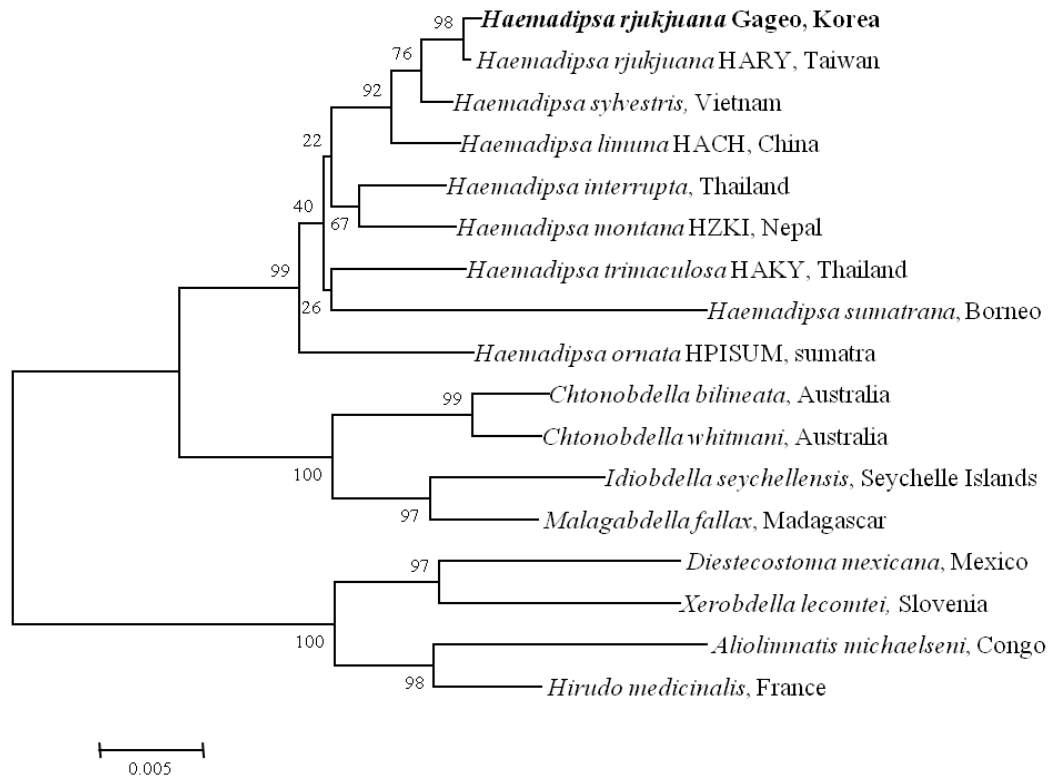 98
Haemadipsa rjukjuana Gageo, Korea
76
Haemadipsa rjukjuana HARY, Taiwan
92
Haemadipsa sylvestris, Vietnam
22
Haemadipsa limuna HACH, China
Haemadipsa interrupta, Thailand
40
67
Haemadipsa montana HZKI, Nepal
99
Haemadipsa trimaculosa HAKY, Thailand
26
Haemadipsa sumatrana, Borneo
Haemadipsa ornata HPISUM, sumatra
99
Chtonobdella bilineata, Australia
Chtonobdella whitmani, Australia
100
Idiobdella seychellensis, Seychelle Islands
97
Malagabdella fallax, Madagascar
97
Diestecostoma mexicana, Mexico
Xerobdella lecomtei, Slovenia
100
Aliolimnatis michaelseni, Congo
98
Hirudo medicinalis, France
0.005